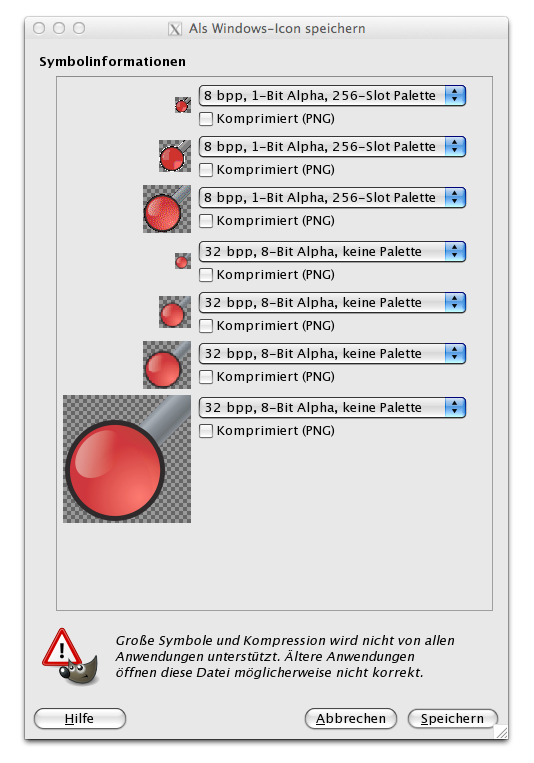 Als Windows-Icon speichern
Symbolinformationen
8 bpp, 1-Bit Alpha, 256-Slot Palette
Komprimiert (PNG)
8 bpp, 1-Bit Alpha, 256-Slot Palette
Komprimiert (PNG)
8 bpp, 1-Bit Alpha, 256-Slot Palette
Komprimiert (PNG)
32 bpp, 8-Bit Alpha, keine Palette
Komprimiert (PNG)
32 bpp, 8-Bit Alpha, keine Palette
Komprimiert (PNG)
32 bpp, 8-Bit Alpha, keine Palette
Komprimiert (PNG)
32 bpp, 8-Bit Alpha, keine Palette
Komprimiert (PNG)
Große Symbole und Kompression wird nicht von allen
Anwendungen unterstützt. Ältere Anwendungen
öffnen diese Datei möglicherweise nicht korrekt.
Hilfe
Abbrechen
Speichern